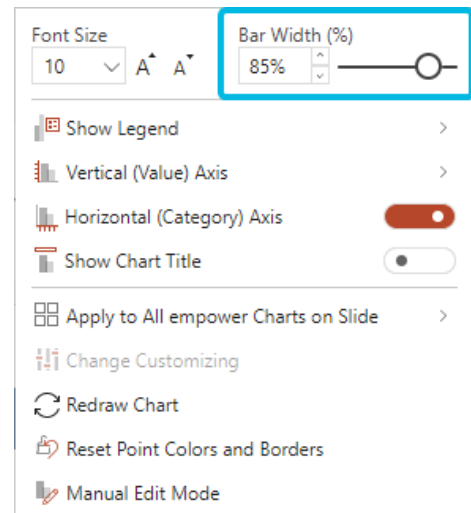 Font Size
Bar Width (%)
10
A A
85%
Show Legend
Vertical (Value) Axis
Horizontal (Category) Axis
Show Chart Title
Apply to All empower Charts on Slide
Change Customizing
Redraw Chart
Reset Point Colors and Borders
Manual Edit Mode